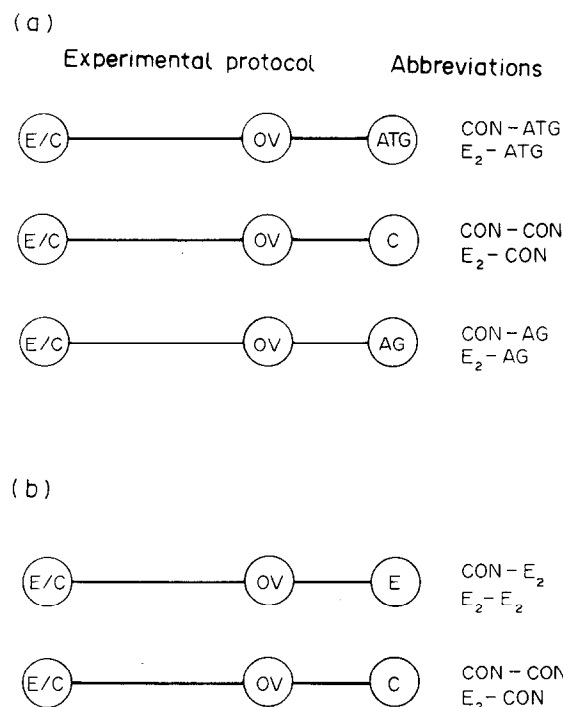 (a)
Experimental protocol Abbreviations
E/C OV ATG CON-ATG
E₂-ATG
E/C OV C CON-CON
E₂-CON
E/C OV AG CON-AG
E₂-AG
(b)
E/C OV E CON-E₂
E₂-E₂
E/C OV C CON-CON
E₂-CON